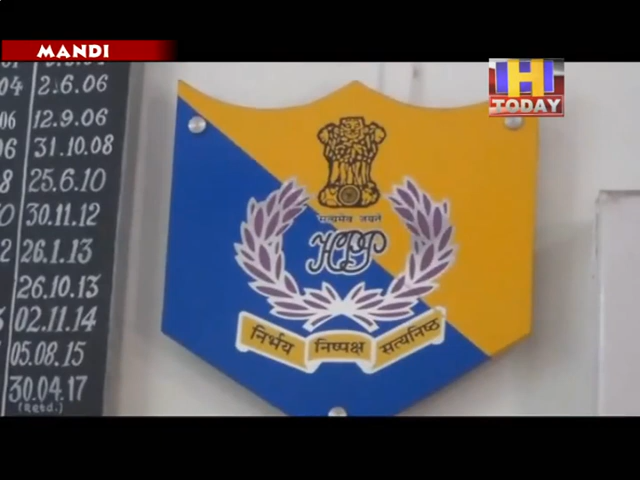 MANDI
H
TODAY
04 2.6.06
06 12.9.06
06 31.10.08
8 25.6.10
30.11.12
2 26.1.13
26.10.13
02.11.14
05.08.15
30.04.17
(Retd.)
सत्यमेव जयते
HPP
निर्भय निष्पक्ष सत्यनिष्ठ